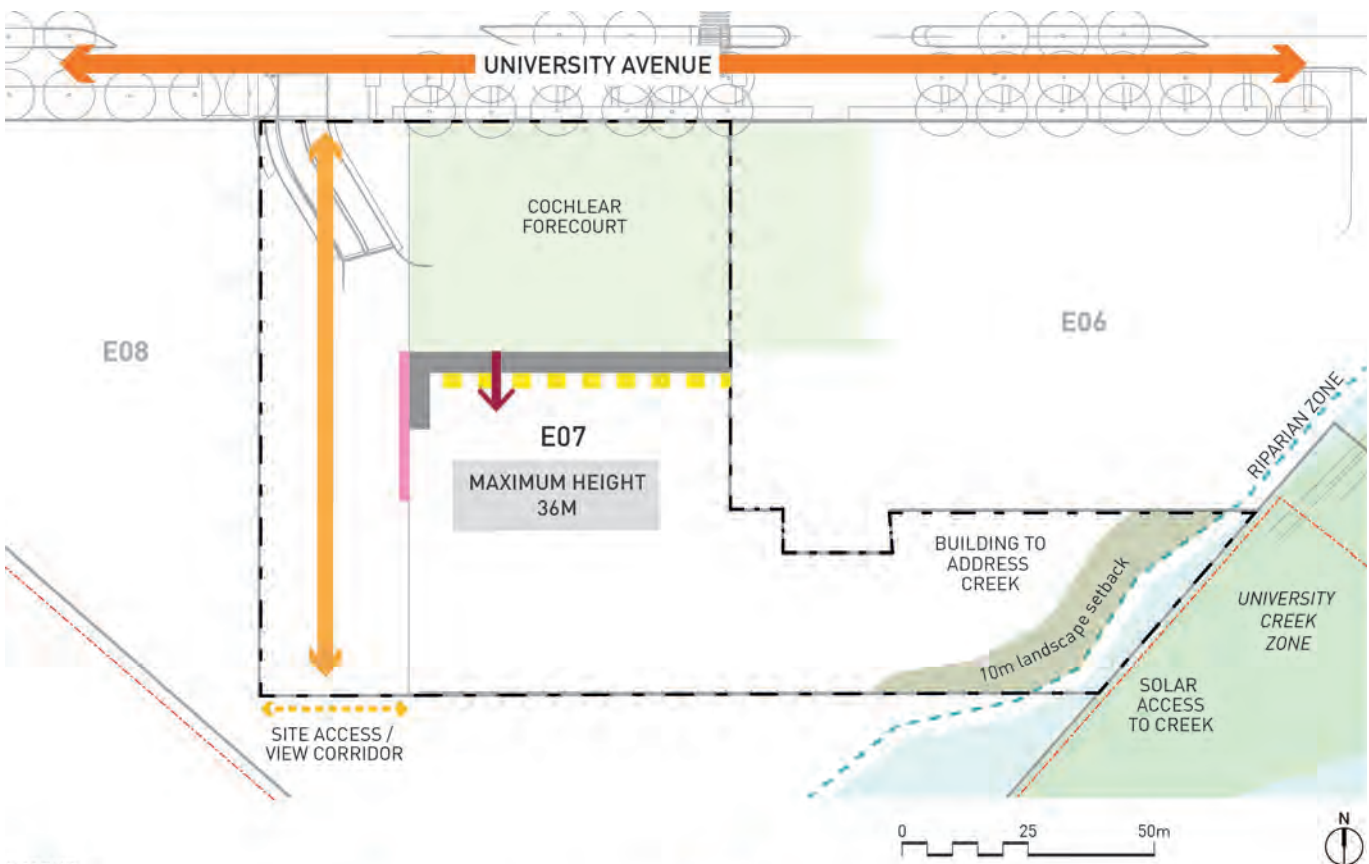 UNIVERSITY AVENUE
COCHLEAR
FORECOURT
E08
E06
E07
MAXIMUM HEIGHT
36M
RIPARIAN ZONE
BUILDING TO
ADDRESS
CREEK
10m landscape setback
UNIVERSITY
CREEK
ZONE
SOLAR
ACCESS
TO CREEK
SITE ACCESS /
VIEW CORRIDOR
0 25 50m
N